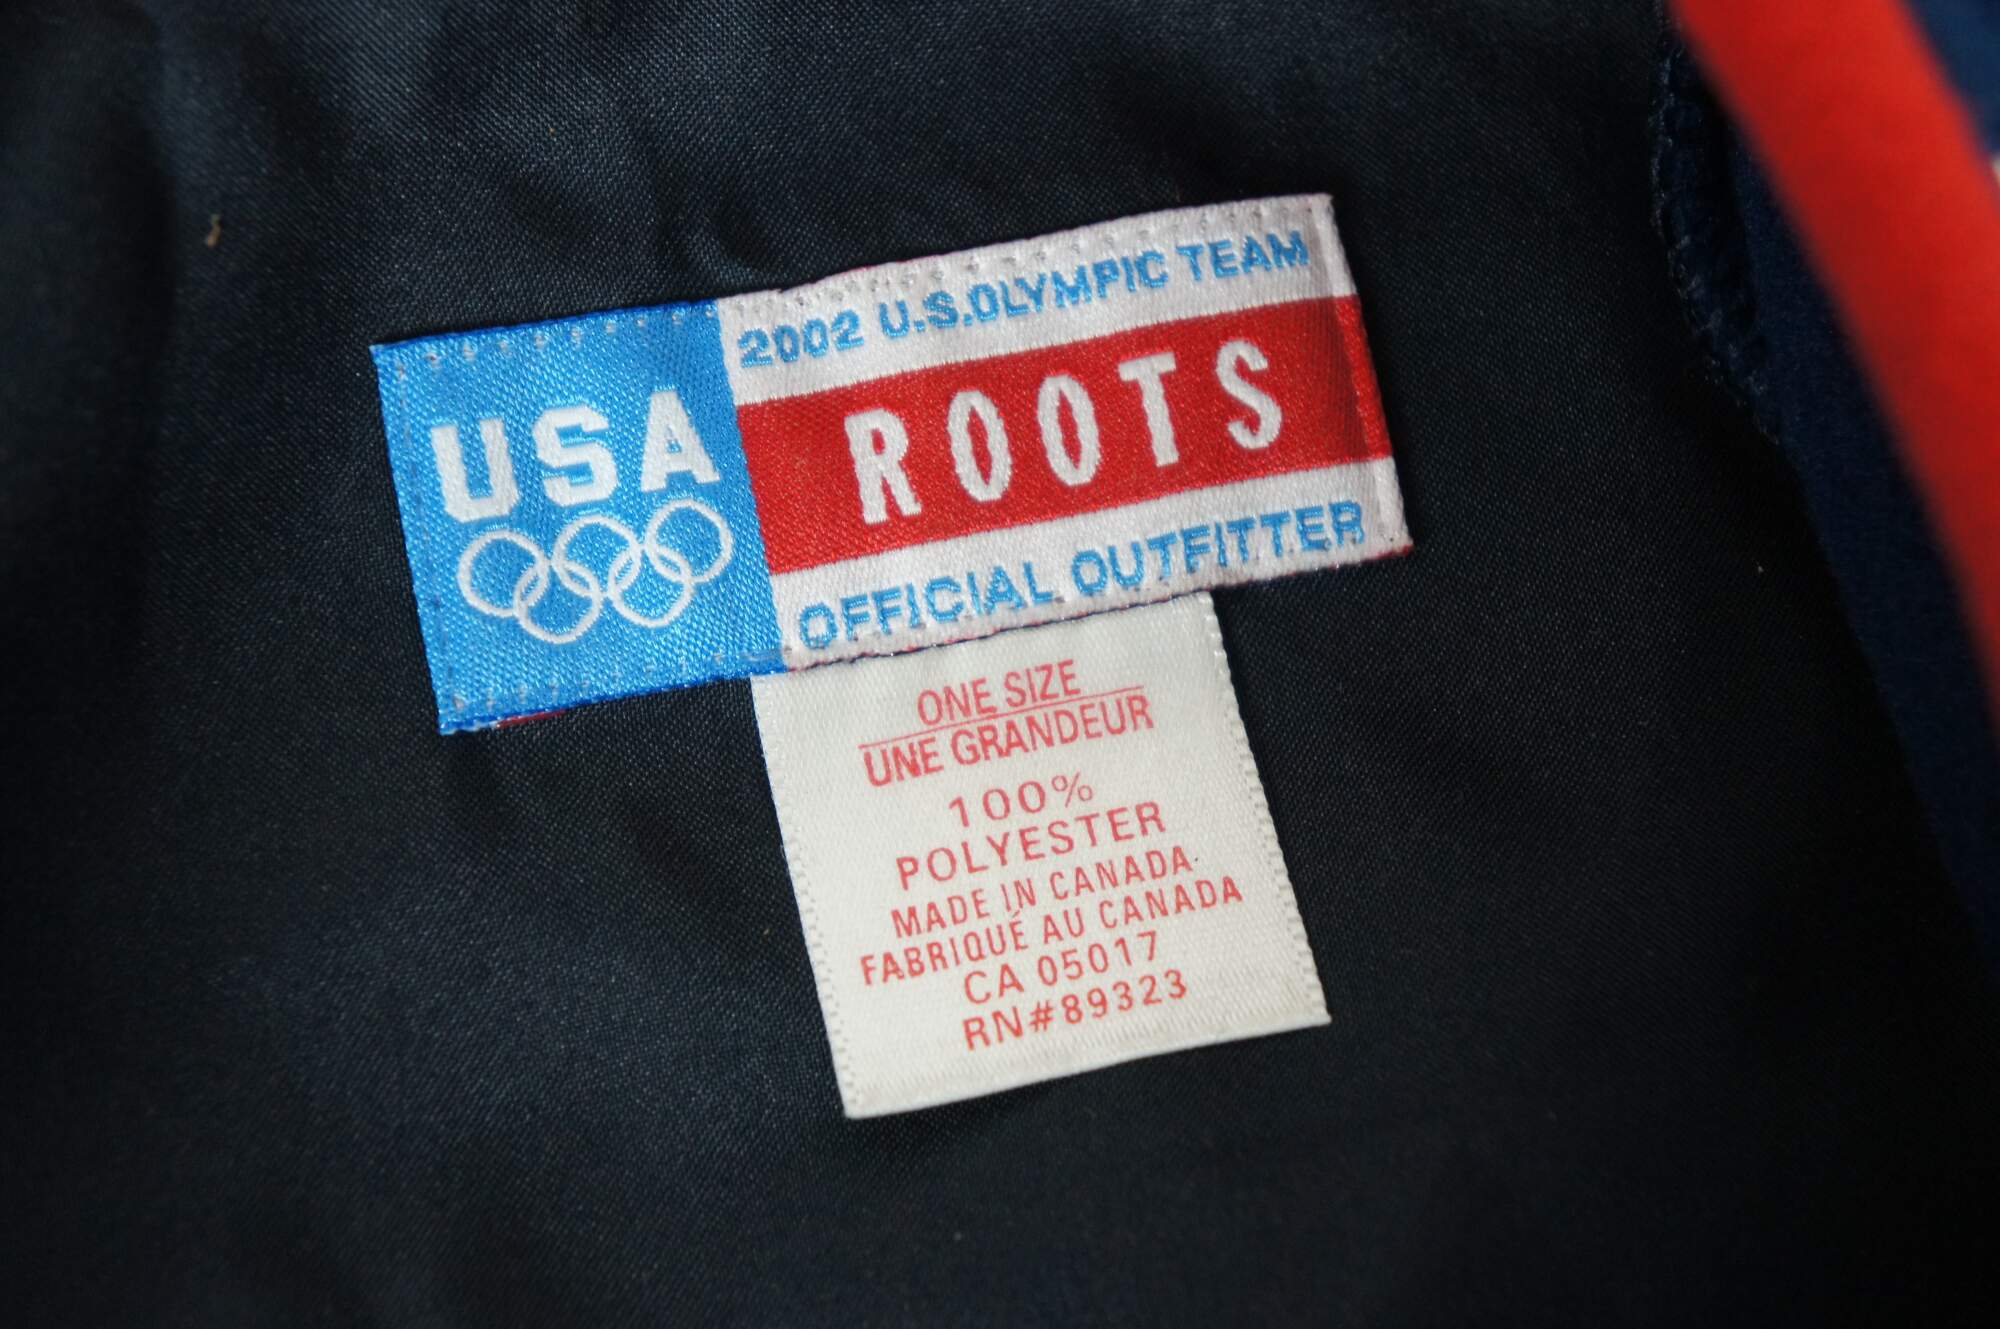 USA
2002 U.S.OLYMPIC TEAM
ROOTS
OFFICIAL OUTFITTER
ONE SIZE
UNE GRANDEUR
100%
POLYESTER
MADE IN CANADA
FABRIQUÉ AU CANADA
CA 05017
RN#89323